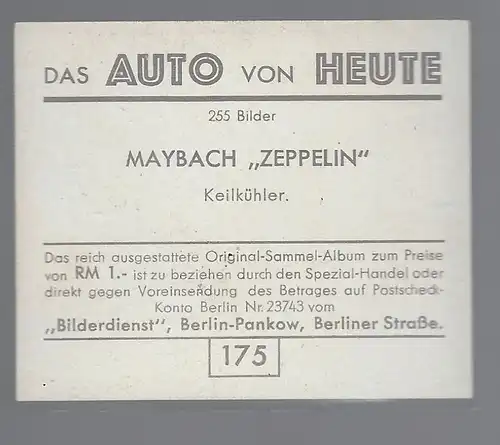 DAS AUTO VON HEUTE
255 Bilder
MAYBACH „ZEPPELIN"
Keilkühler.
Das reich ausgestattete Original-Sammel-Album zum Preise
von RM 1.- ist zu beziehen durch den Spezial-Handel oder
direkt gegen Voreinsendung des Betrages auf Postscheck-
Konto Berlin Nr. 23743 vom
„Bilderdienst", Berlin-Pankow, Berliner Straße.
175